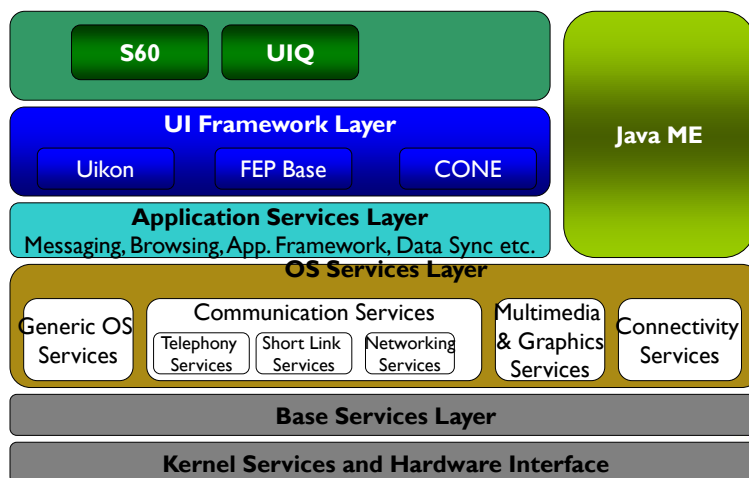 S60
UIQ
UI Framework Layer
Java ME
Uikon
FEP Base
CONE
Application Services Layer
Messaging, Browsing, App. Framework, Data Sync etc.
OS Services Layer
Generic OS
Services
Communication Services
Telephony
Services
Short Link
Services
Networking
Services
Multimedia
& Graphics
Services
Connectivity
Services
Base Services Layer
Kernel Services and Hardware Interface